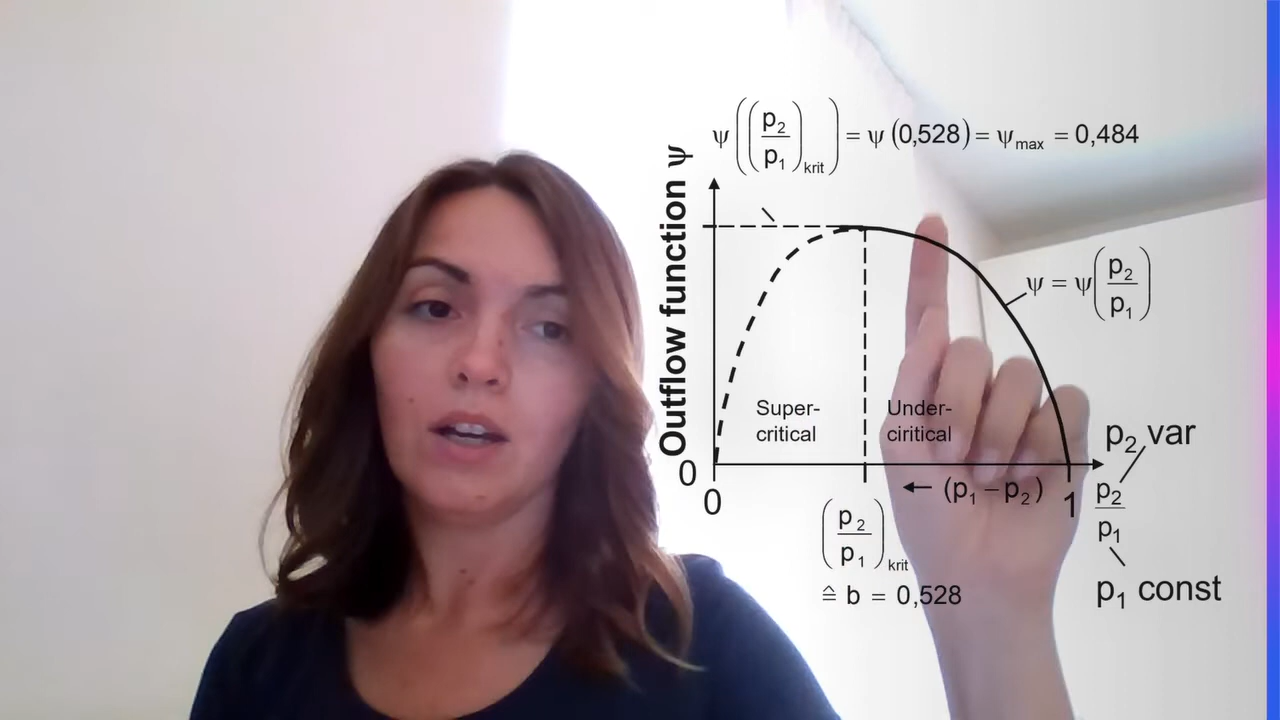 ψ((p2/p1)krit) = ψ (0,528) = ψmax = 0,484
Outflow function ψ
ψ = ψ(p2/p1)
Super-
critical
Under-
ciritical
0
0
← (p1 – p2)
1
p2 var
p2/p1
p1 const
(p2/p1)krit
≙ b = 0,528